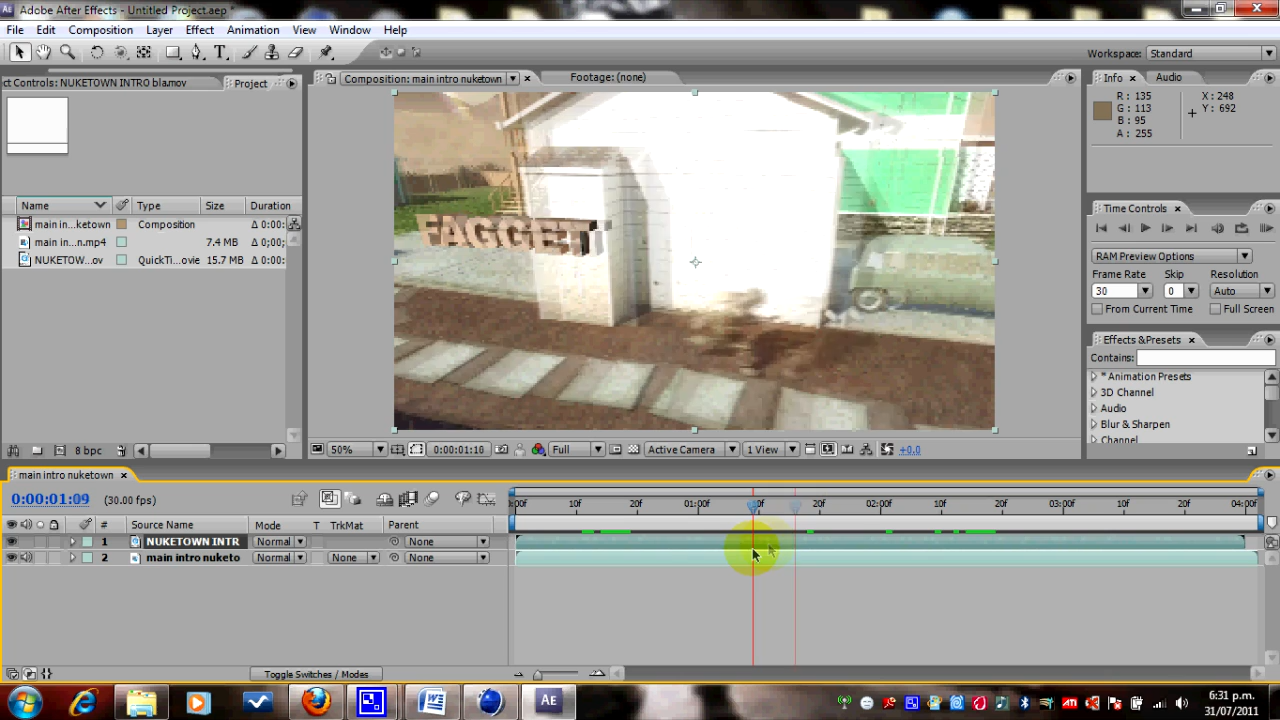 Adobe After Effects - Untitled Project.aep *
File Edit Composition Layer Effect Animation View Window Help
Workspace: Standard
ct Controls: NUKETOWN INTRO bla.mov Project
Composition: main intro nuketown Footage: (none)
Info Audio
R: 135
G: 113
B: 95
A: 255
X: 248
Y: 692
Name Type Size Duration
main in...ketown Composition Δ 0:00:
main in...n.mp4 7.4 MB Δ 0;00;
NUKETOW...ov QuickTi...ovie 15.7 MB Δ 0:00:
FAGGET
Time Controls
RAM Preview Options
Frame Rate Skip Resolution
30 0 Auto
From Current Time Full Screen
Effects & Presets
Contains:
* Animation Presets
3D Channel
Audio
Blur & Sharpen
Channel
8 bpc
50% 0:00:01:10 Full Active Camera 1 View +0.0
main intro nuketown
0:00:01:09 (30.00 fps)
:00f 10f 20f 01:00f 10f 20f 02:00f 10f 20f 03:00f 10f 20f 04:00f
# Source Name Mode T TrkMat Parent
1 NUKETOWN INTR Normal None
2 main intro nuketo Normal None None
Toggle Switches / Modes
AE
6:31 p.m.
31/07/2011